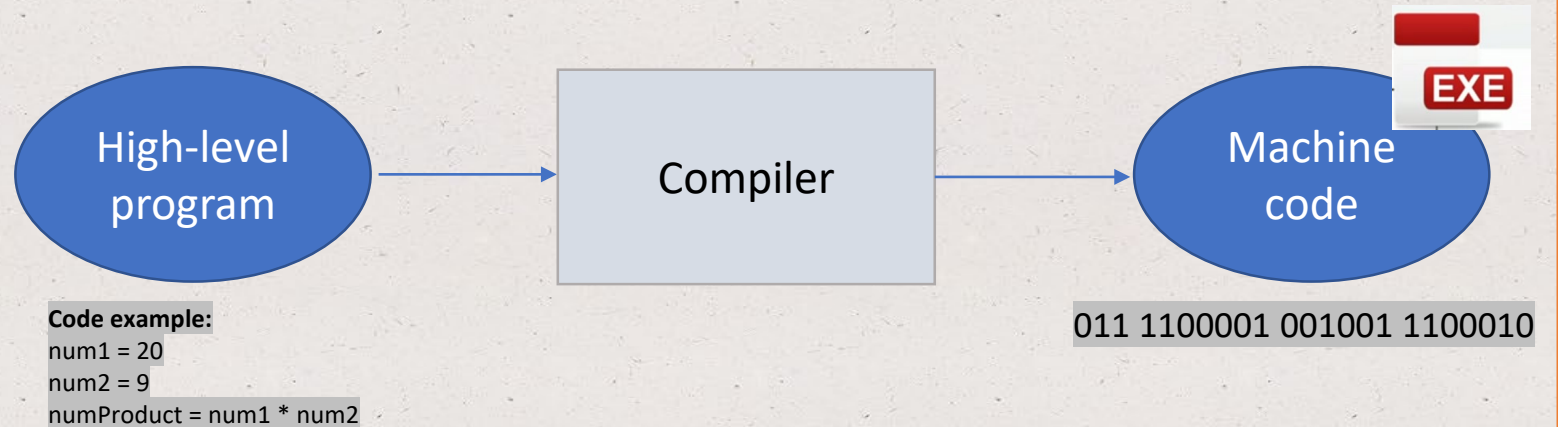 EXE
High-level
program
Compiler
Machine
code
Code example:
num1 = 20
num2 = 9
numProduct = num1 * num2
011 1100001 001001 1100010